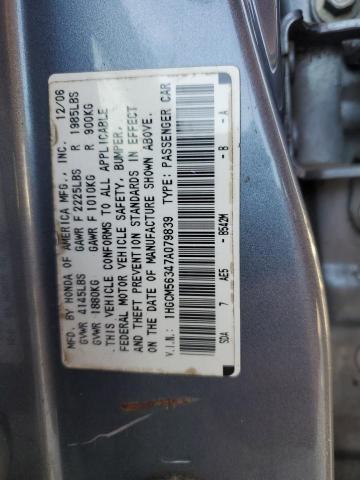 MFD. BY HONDA OF AMERICA MFG., INC. 12/06
GVWR 4145LBS GAWR F 2225LBS R 1985LBS
GVWR 1880KG GAWR F 1010KG R 900KG
THIS VEHICLE CONFORMS TO ALL APPLICABLE
FEDERAL MOTOR VEHICLE SAFETY, BUMPER,
AND THEFT PREVENTION STANDARDS IN EFFECT
ON THE DATE OF MANUFACTURE SHOWN ABOVE.
V.I.N.: 1HGCM56347A079839 TYPE: PASSENGER CAR
SDA 7 AES - B542M - B - A